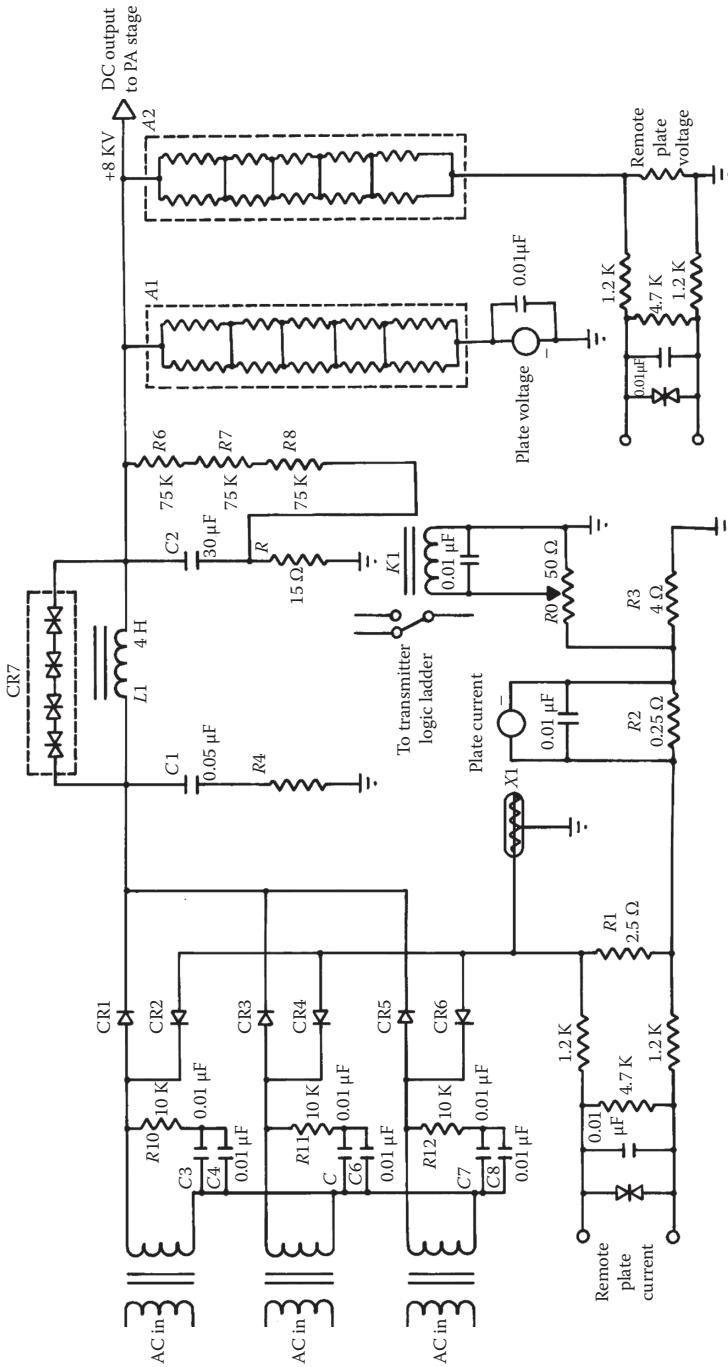 CR7
DC output
to PA stage
+8 KV
L1
4 H
A1
A2
CR1
CR2
CR3
CR4
CR5
CR6
C1
0.05 µF
R4
C2
30 µF
R
15 Ω
R6
75 K
R7
75 K
R8
75 K
AC in
AC in
AC in
R10
10 K
0.01 µF
C3
C4
0.01 µF
R11
10 K
0.01 µF
C
C6
0.01 µF
R12
10 K
0.01 µF
C7
C8
0.01 µF
K1
0.01 µF
To transmitter
logic ladder
R0
50 Ω
Plate voltage
–
0.01µF
Plate current
–
0.01 µF
X1
R1
2.5 Ω
R2
0.25Ω
R3
4 Ω
Remote
plate
current
0.01
µF
4.7 K
1.2 K
1.2 K
0.01µF
4.7 K
1.2 K
1.2 K
Remote
plate
voltage